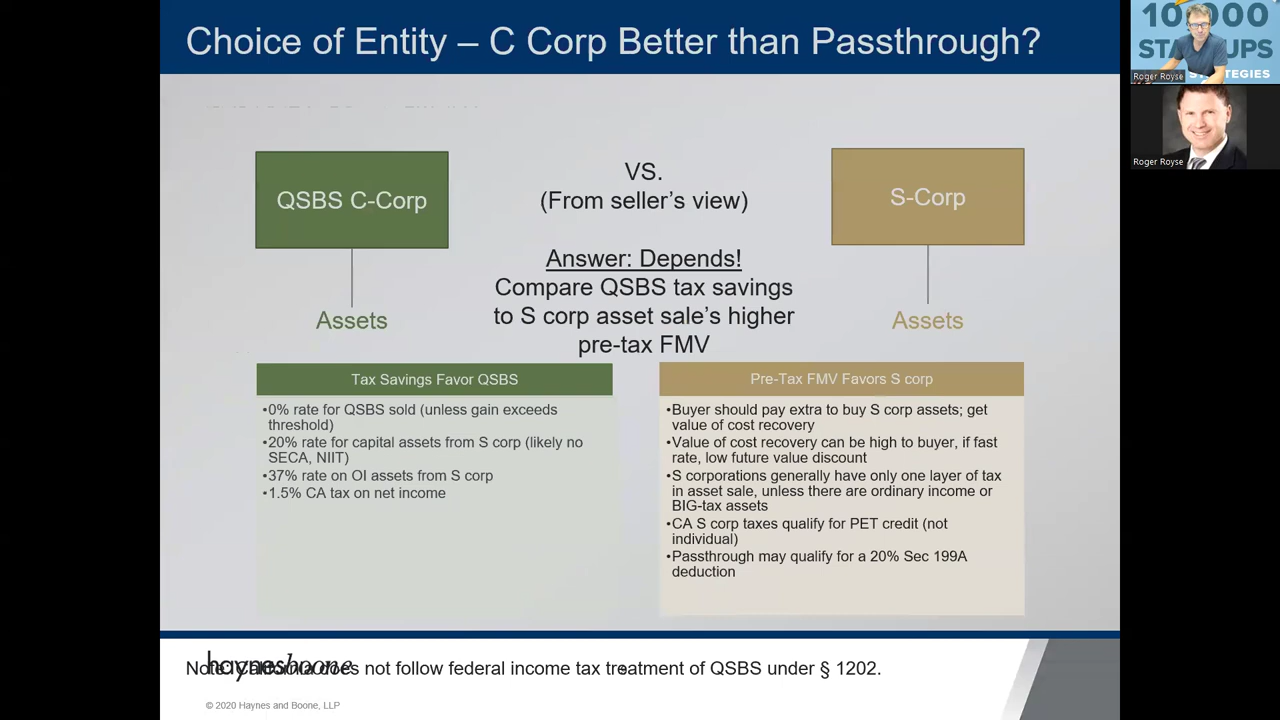 Choice of Entity – C Corp Better than Passthrough?
QSBS C-Corp
Assets
VS.
(From seller's view)
Answer: Depends!
Compare QSBS tax savings
to S corp asset sale's higher
pre-tax FMV
S-Corp
Assets
Tax Savings Favor QSBS
•0% rate for QSBS sold (unless gain exceeds
threshold)
•20% rate for capital assets from S corp (likely no
SECA, NIIT)
•37% rate on OI assets from S corp
•1.5% CA tax on net income
Pre-Tax FMV Favors S corp
•Buyer should pay extra to buy S corp assets; get
value of cost recovery
•Value of cost recovery can be high to buyer, if fast
rate, low future value discount
•S corporations generally have only one layer of tax
in asset sale, unless there are ordinary income or
BIG-tax assets
•CA S corp taxes qualify for PET credit (not
individual)
•Passthrough may qualify for a 20% Sec 199A
deduction
haynesboone
Note: California does not follow federal income tax treatment of QSBS under § 1202.
© 2020 Haynes and Boone, LLP
10,000
STARTUPS
STRATEGIES
Roger Royse
Roger Royse